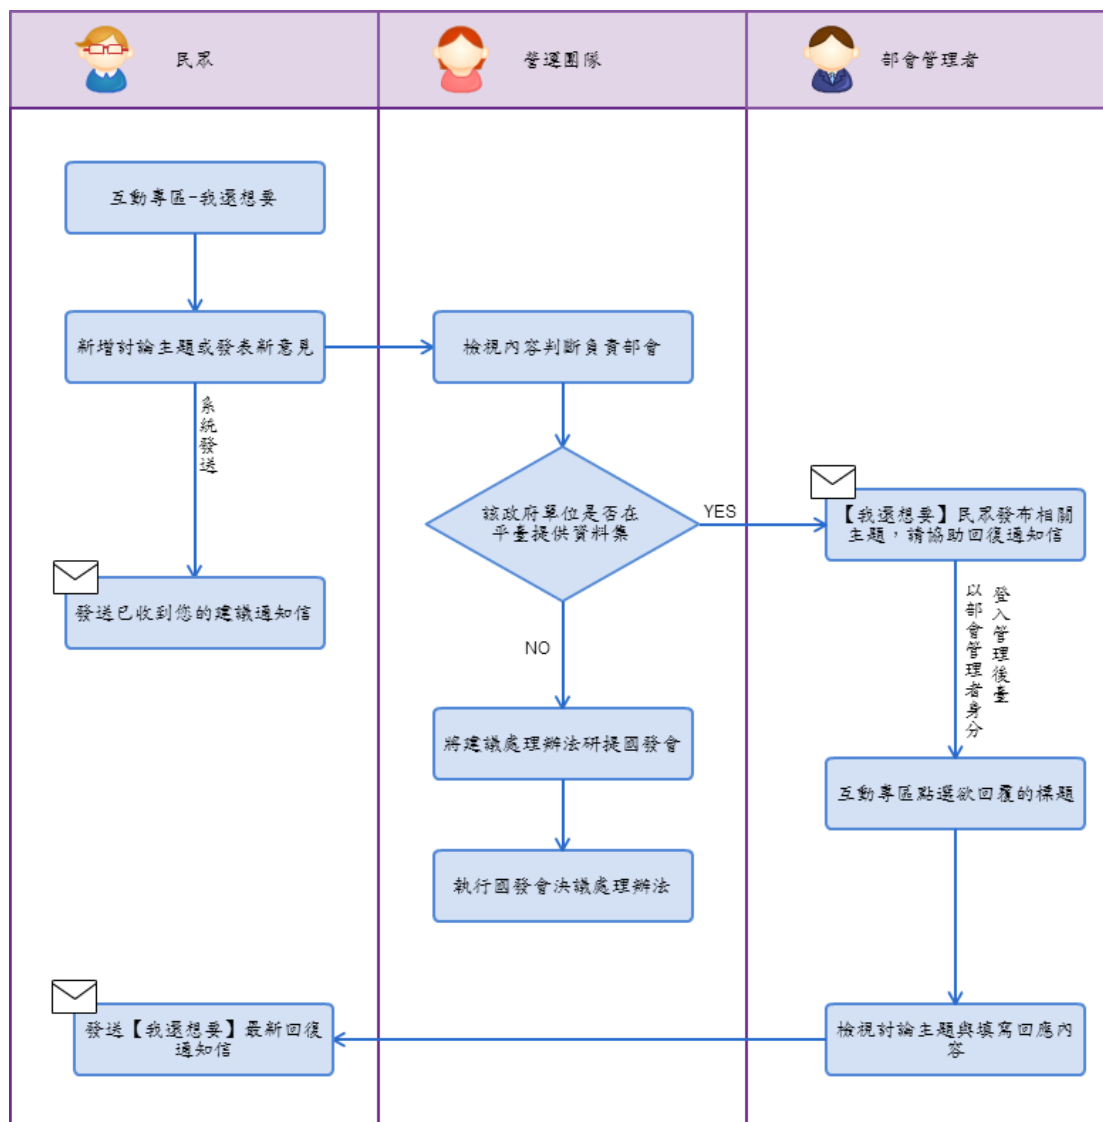 民眾
營運團隊
部會管理者
互動專區-我還想要
新增討論主題或發表新意見
檢視內容判斷負責部會
系統發送
該政府單位是否在
平臺提供資料集
YES
【我還想要】民眾發布相關
主題，請協助回復通知信
發送已收到您的建議通知信
NO
以部會管理者身分
登入管理後臺
將建議處理辦法研提國發會
互動專區點選欲回覆的標題
執行國發會決議處理辦法
發送【我還想要】最新回復
通知信
檢視討論主題與填寫回應內
容